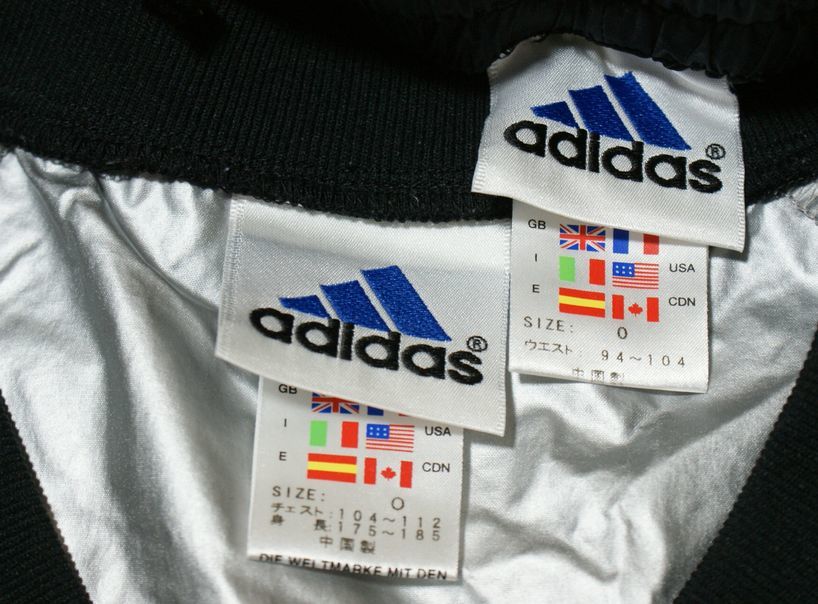 adidas®
GB
I USA
E CDN
SIZE: O
ウエスト: 94～104
中国製
adidas®
GB
I USA
E CDN
SIZE: O
チェスト:104～112
身 長:175～185
中国製
DIE WELTMARKE MIT DEN